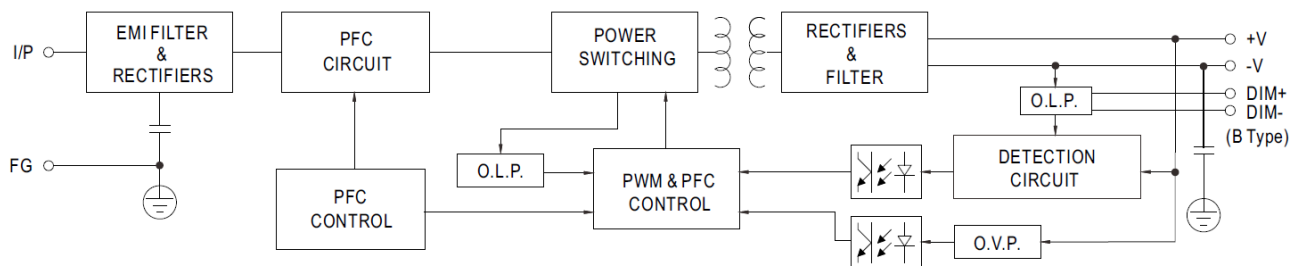 I/P
EMI FILTER
&
RECTIFIERS
PFC
CIRCUIT
POWER
SWITCHING
RECTIFIERS
&
FILTER
+V
-V
DIM+
DIM-
(B Type)
O.L.P.
FG
O.L.P.
PFC
CONTROL
PWM & PFC
CONTROL
DETECTION
CIRCUIT
O.V.P.